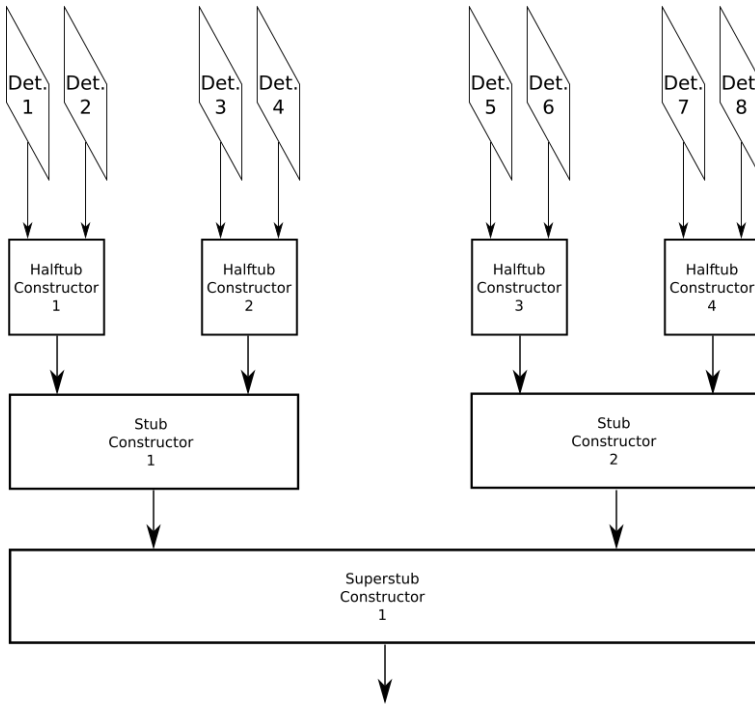 Det.
1
Det.
2
Det.
3
Det.
4
Det.
5
Det.
6
Det.
7
Det.
8
Halftub
Constructor
1
Halftub
Constructor
2
Halftub
Constructor
3
Halftub
Constructor
4
Stub
Constructor
1
Stub
Constructor
2
Superstub
Constructor
1